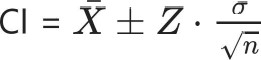 CI = X̄ ± Z · σ/√n̄